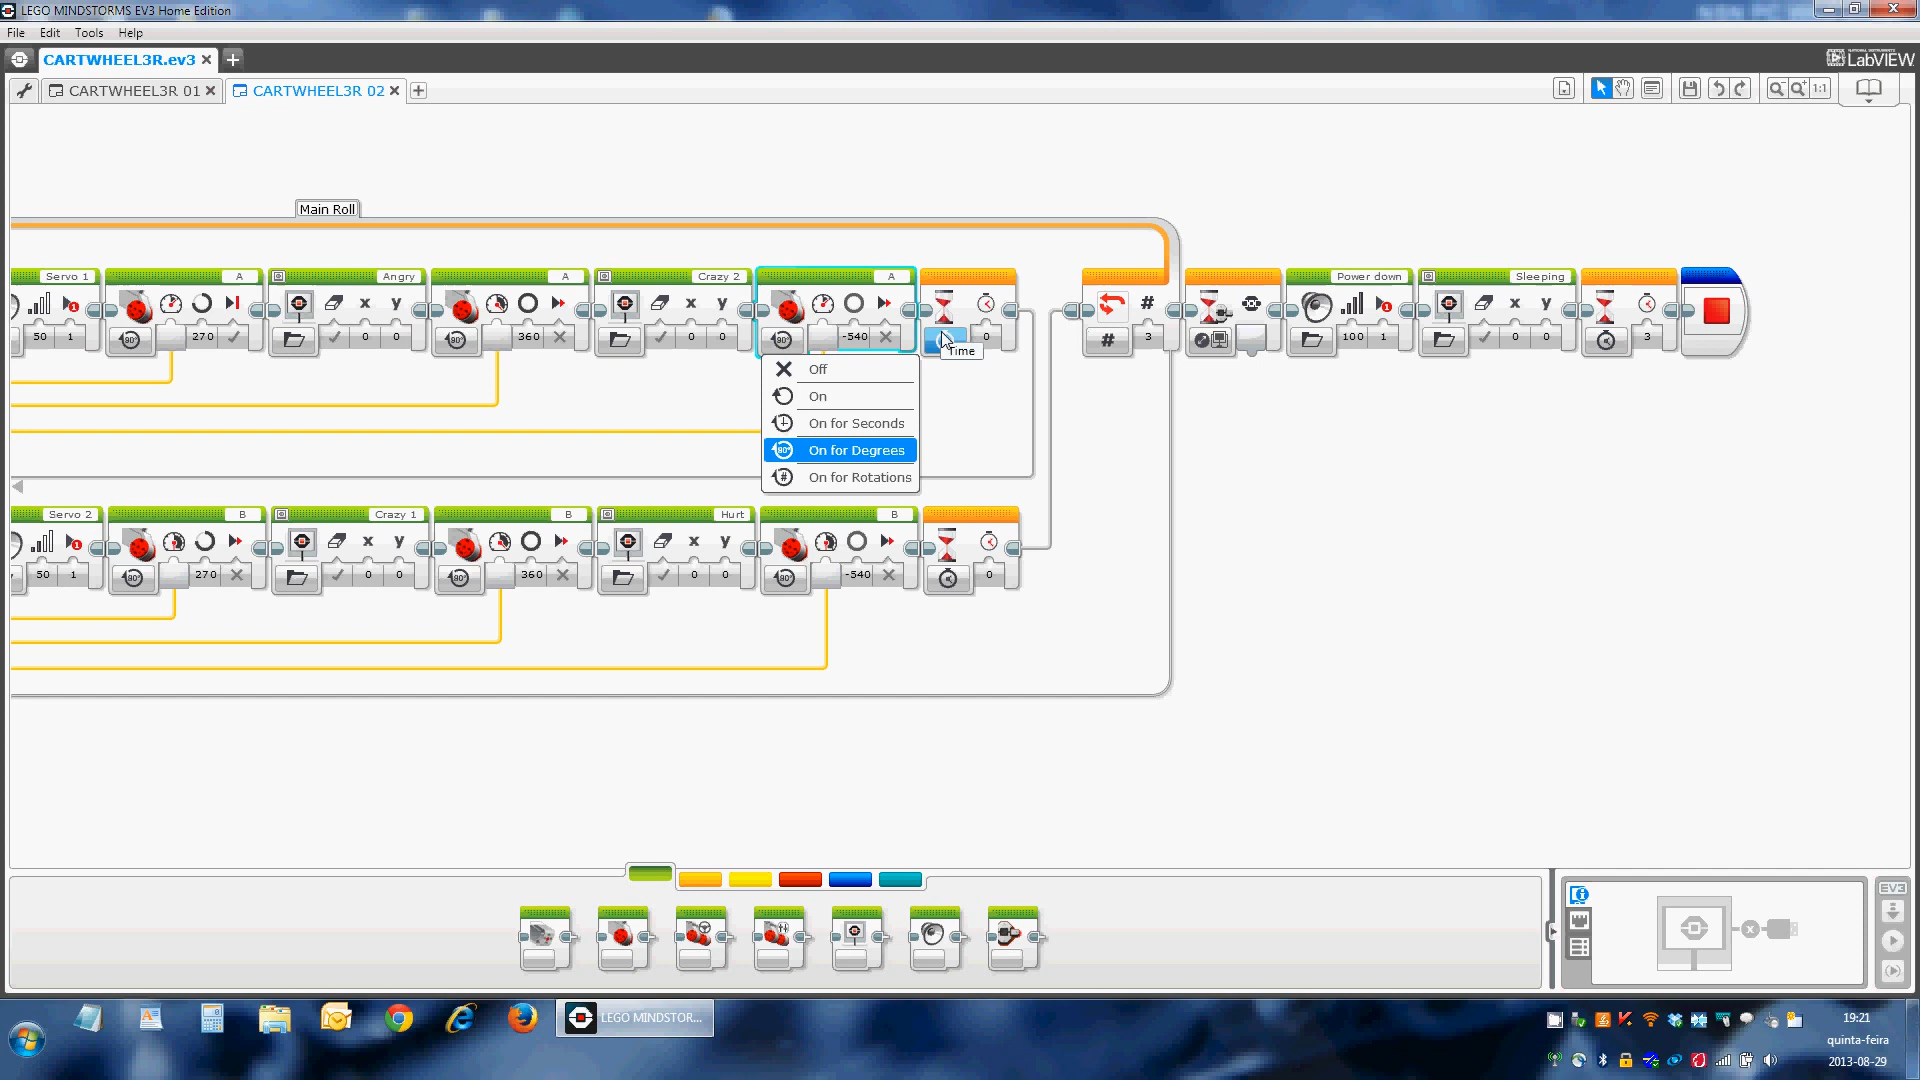 LEGO MINDSTORMS EV3 Home Edition
File Edit Tools Help
CARTWHEEL3R.ev3
LabVIEW
CARTWHEEL3R 01 CARTWHEEL3R 02
1:1
Main Roll
Servo 1 A Angry A Crazy 2 A Power down Sleeping
x y x y # x y
50 1 270 0 0 360 0 0 -540 0 # 3 100 1 0 0 3
Time
Off
On
On for Seconds
On for Degrees
On for Rotations
Servo 2 B Crazy 1 B Hurt B
x y x y
50 1 270 0 0 360 0 0 -540 0
EV3
LEGO MINDSTOR...
19:21
quinta-feira
2013-08-29